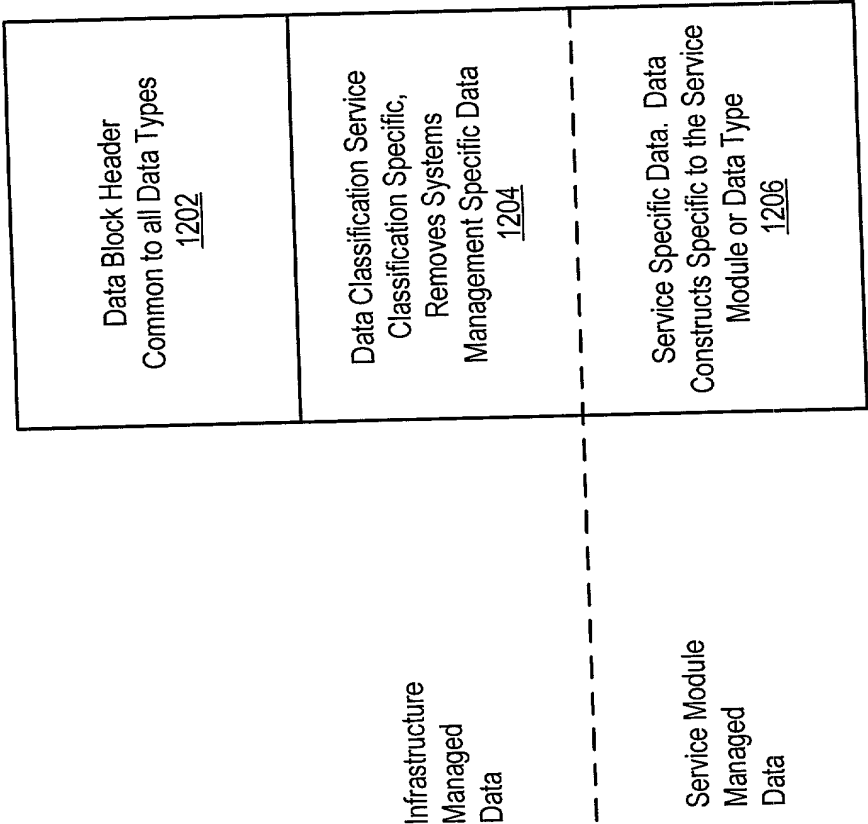 Data Block Header
Common to all Data Types
1202
Data Classification Service
Classification Specific,
Removes Systems
Management Specific Data
1204
Infrastructure
Managed
Data
Service Specific Data. Data
Constructs Specific to the Service
Module or Data Type
1206
Service Module
Managed
Data